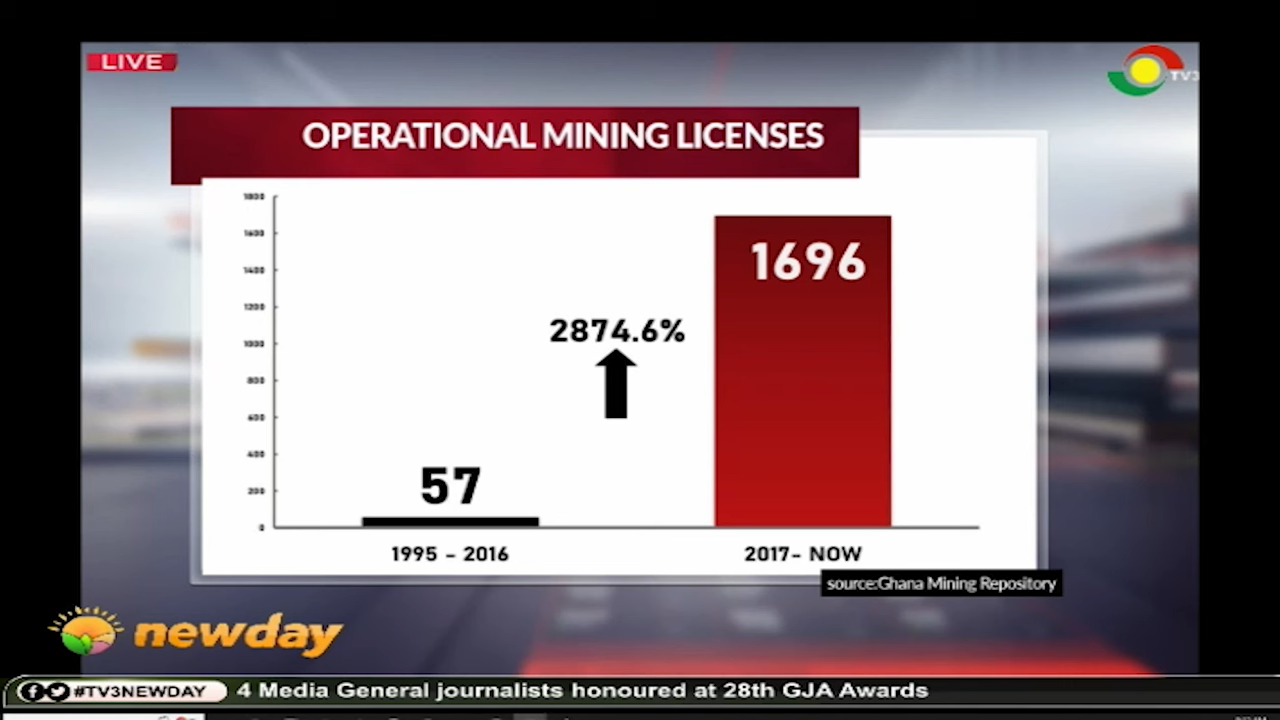 LIVE
TV3
OPERATIONAL MINING LICENSES
1800
1600
1400
1200
1000
800
600
400
200
0
2874.6%
57
1696
1995 - 2016
2017- NOW
source:Ghana Mining Repository
newday
#TV3NEWDAY
4 Media General journalists honoured at 28th GJA Awards